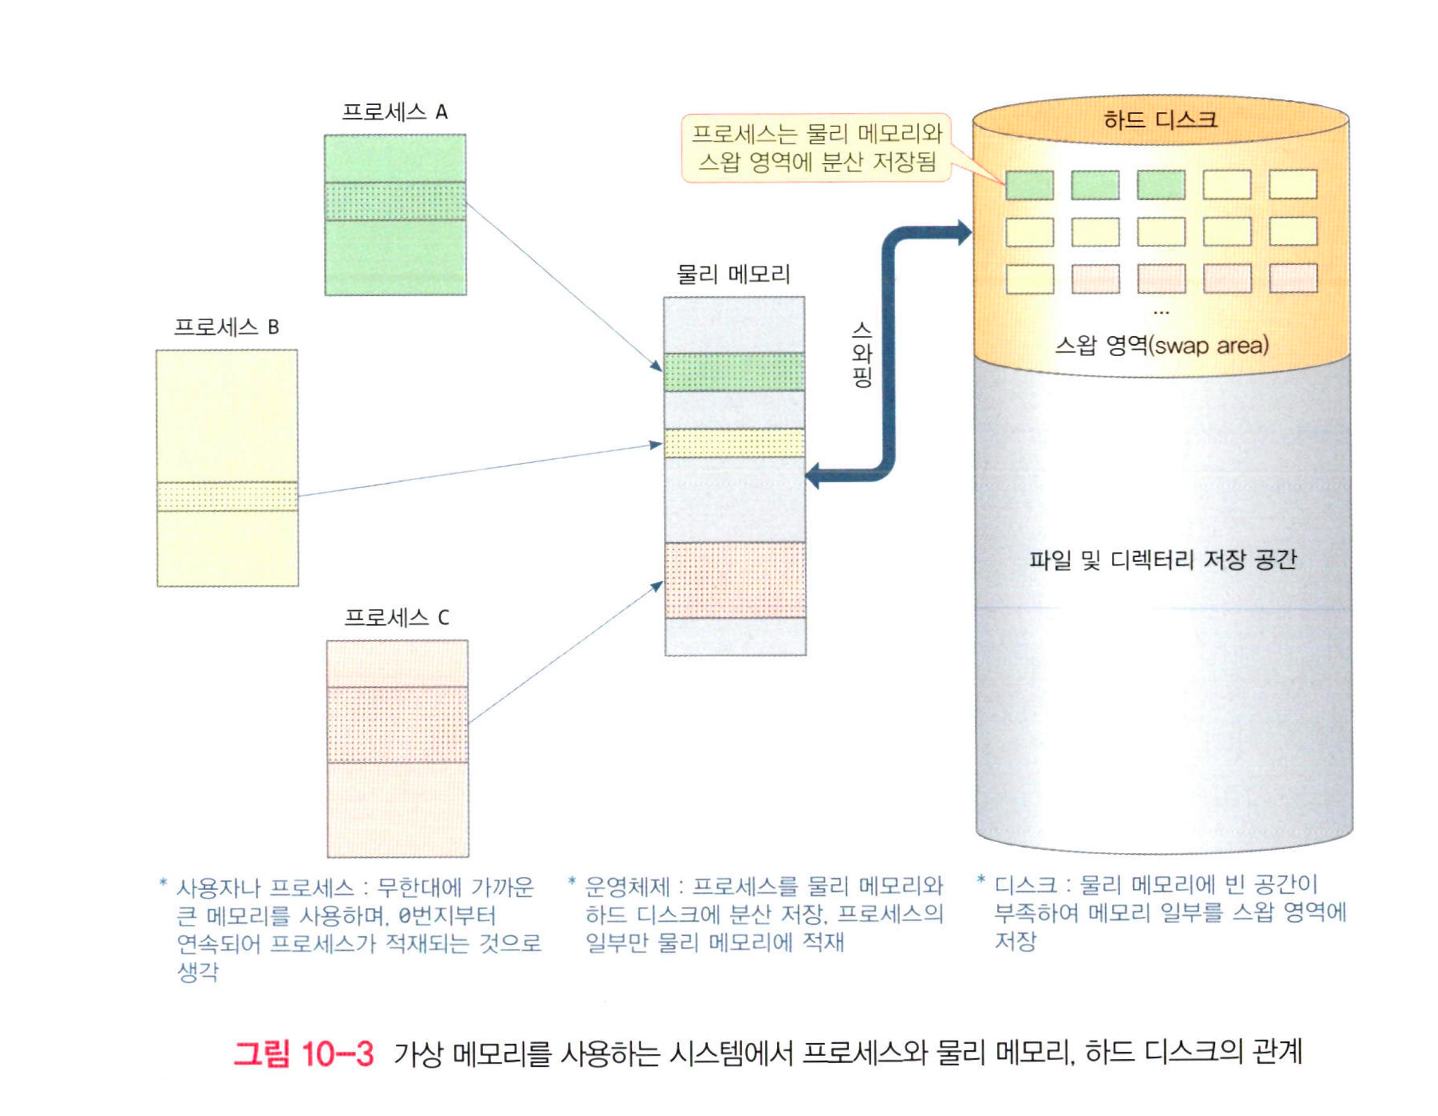 프로세스 A
프로세스는 물리 메모리와
스왑 영역에 분산 저장됨
하드 디스크
물리 메모리
프로세스 B
스와핑
...
스왑 영역(swap area)
파일 및 디렉터리 저장 공간
프로세스 C
* 사용자나 프로세스 : 무한대에 가까운
큰 메모리를 사용하며, 0번지부터
연속되어 프로세스가 적재되는 것으로
생각
* 운영체제 : 프로세스를 물리 메모리와
하드 디스크에 분산 저장, 프로세스의
일부만 물리 메모리에 적재
* 디스크 : 물리 메모리에 빈 공간이
부족하여 메모리 일부를 스왑 영역에
저장
그림 10-3 가상 메모리를 사용하는 시스템에서 프로세스와 물리 메모리, 하드 디스크의 관계